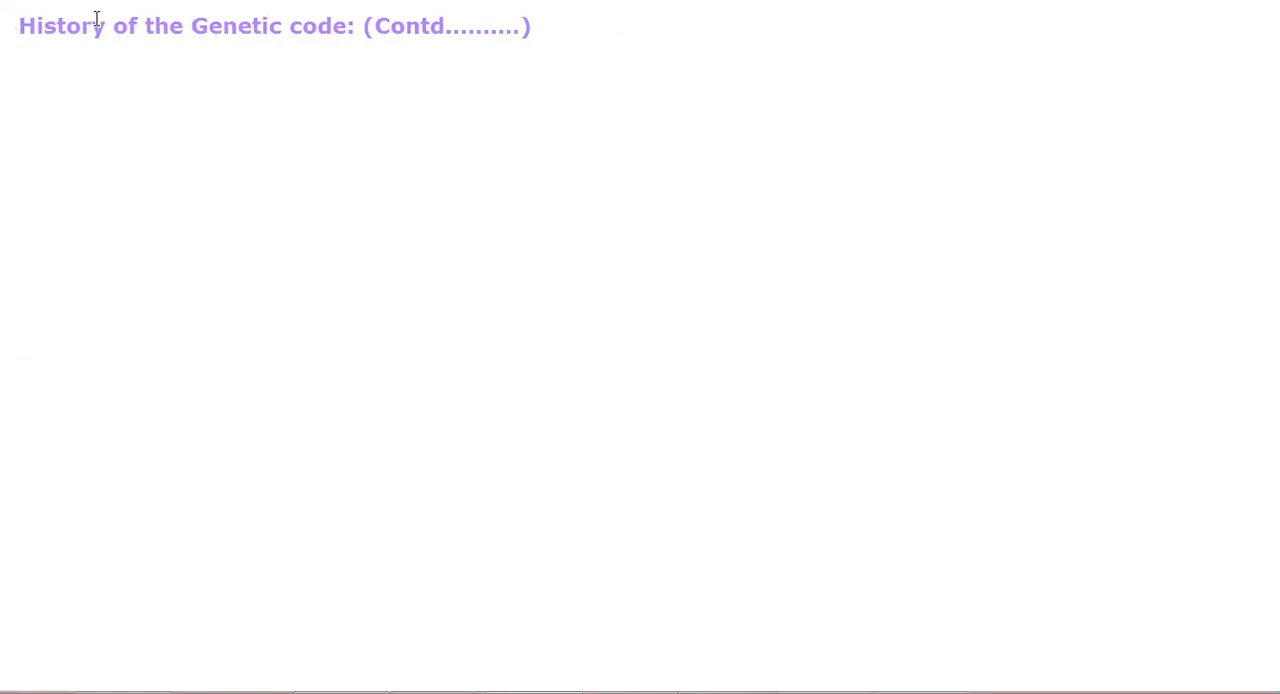 History of the Genetic code: (Contd..........)